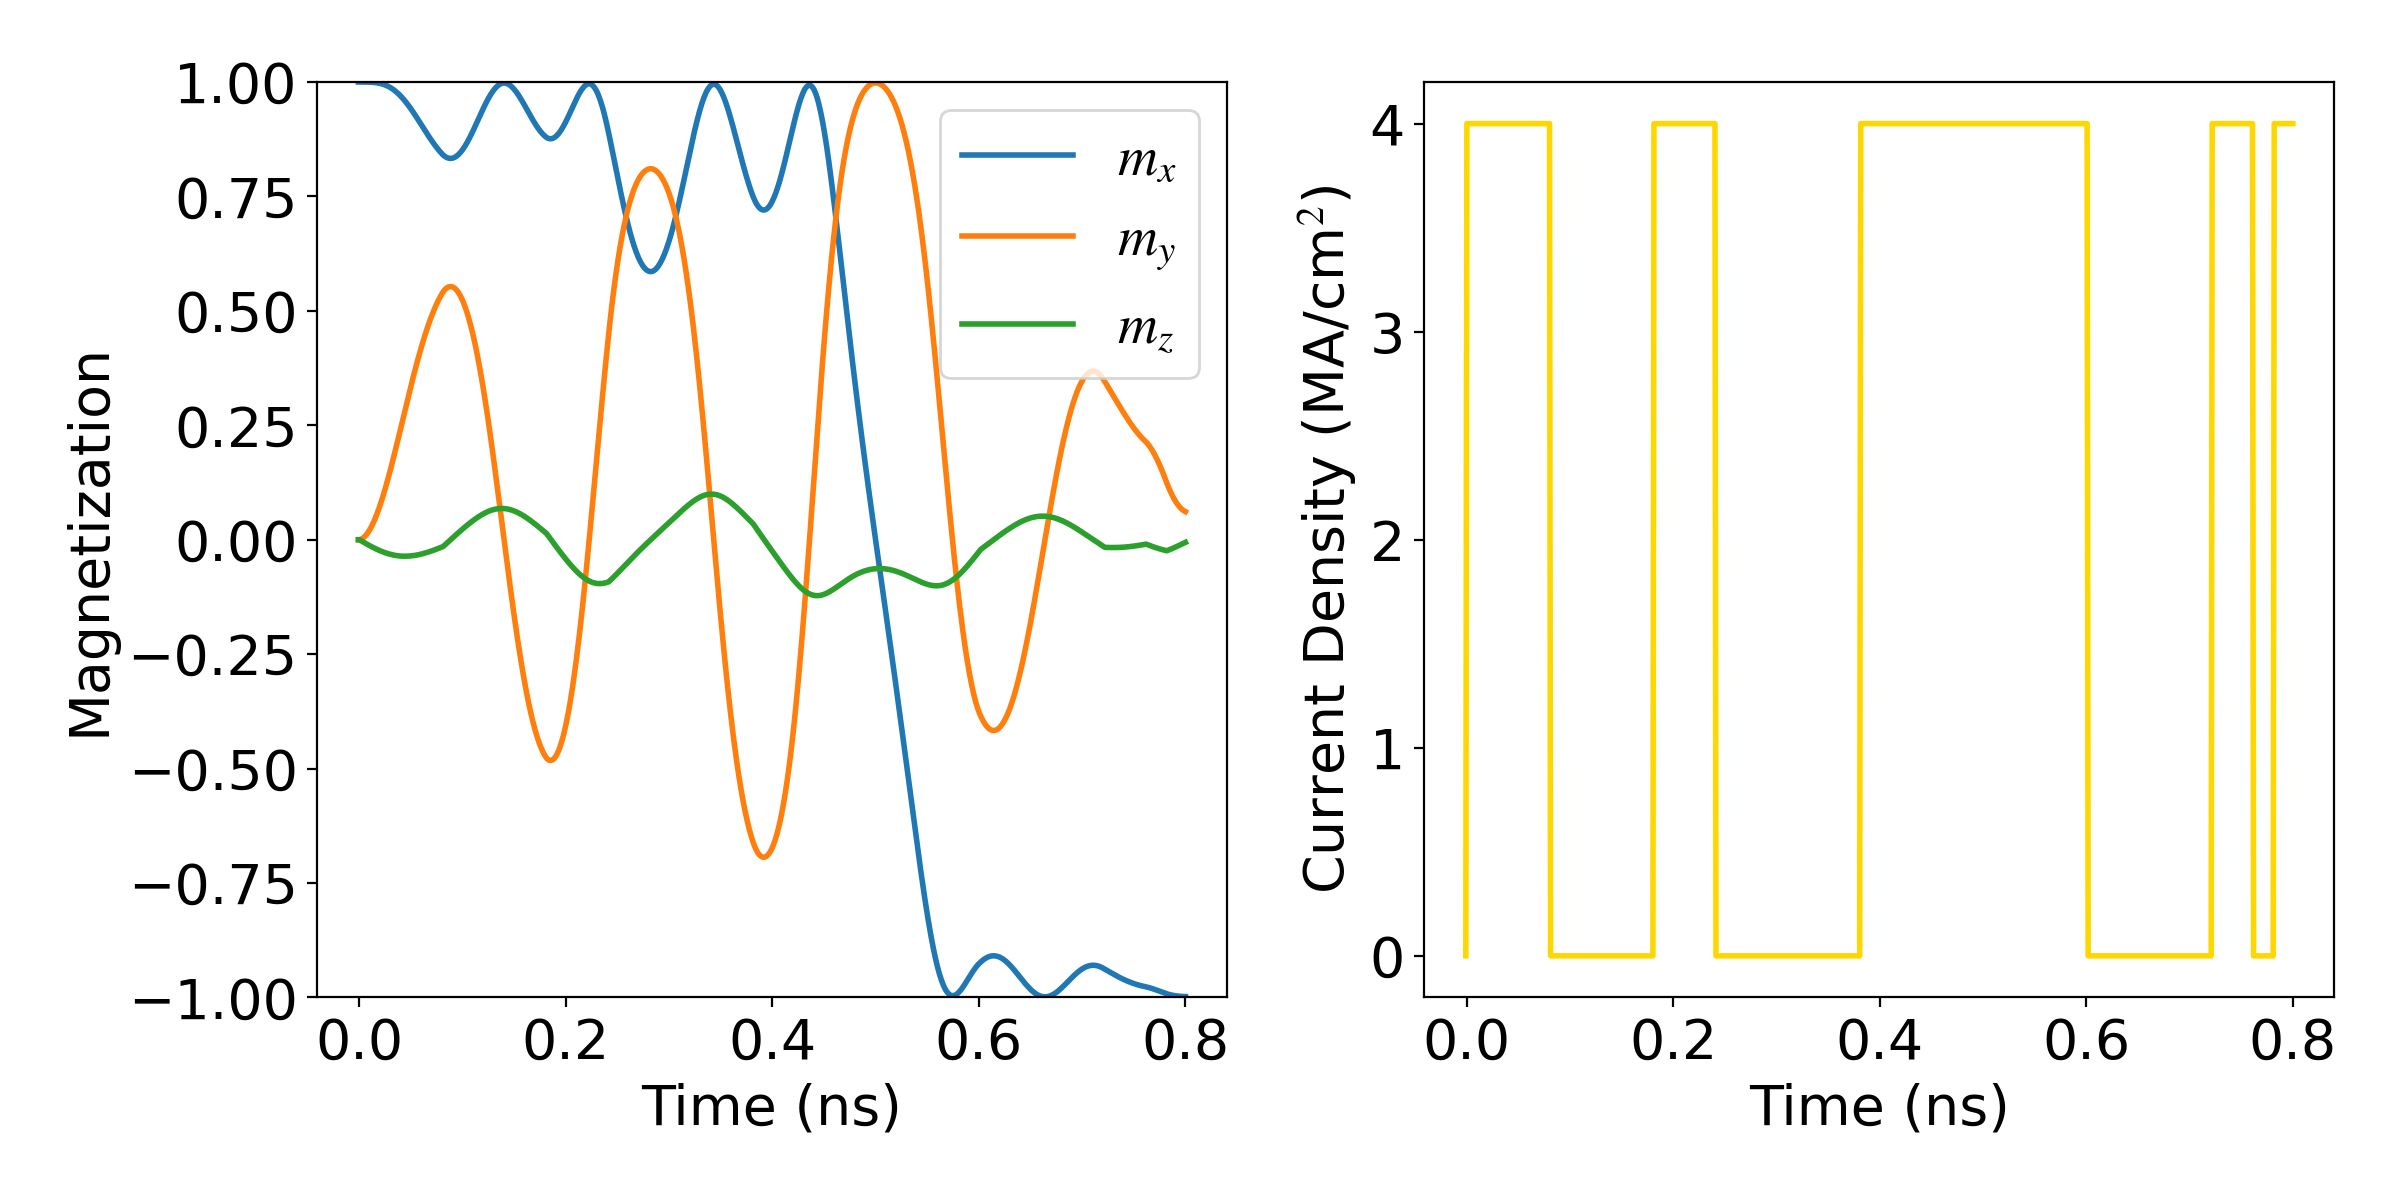 Magnetization
1.00
0.75
0.50
0.25
0.00
−0.25
−0.50
−0.75
−1.00
0.0 0.2 0.4 0.6 0.8
Time (ns)
m_x
m_y
m_z
Current Density (MA/cm²)
4
3
2
1
0
0.0 0.2 0.4 0.6 0.8
Time (ns)